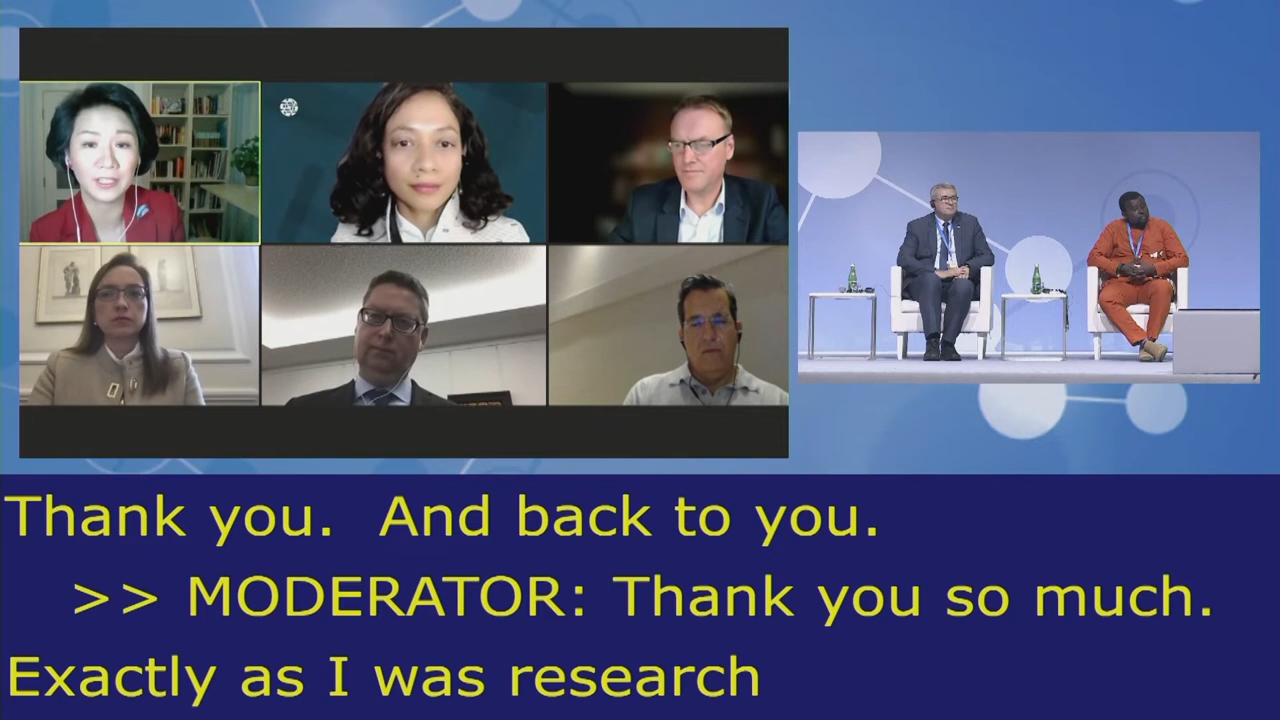 Thank you.  And back to you.
>> MODERATOR: Thank you so much.
Exactly as I was research